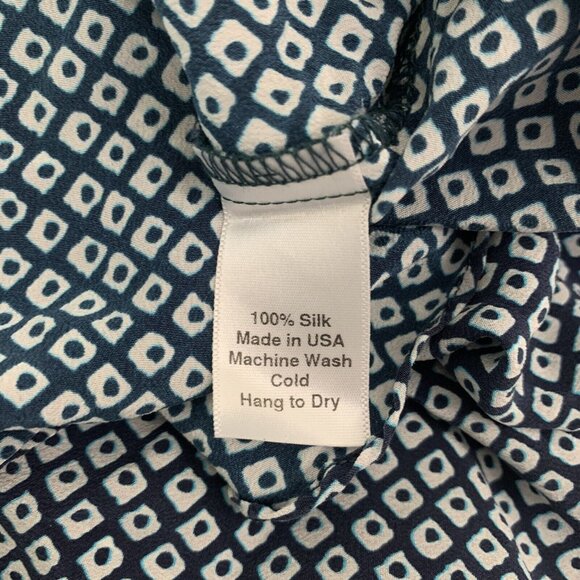 100% Silk
Made in USA
Machine Wash
Cold
Hang to Dry